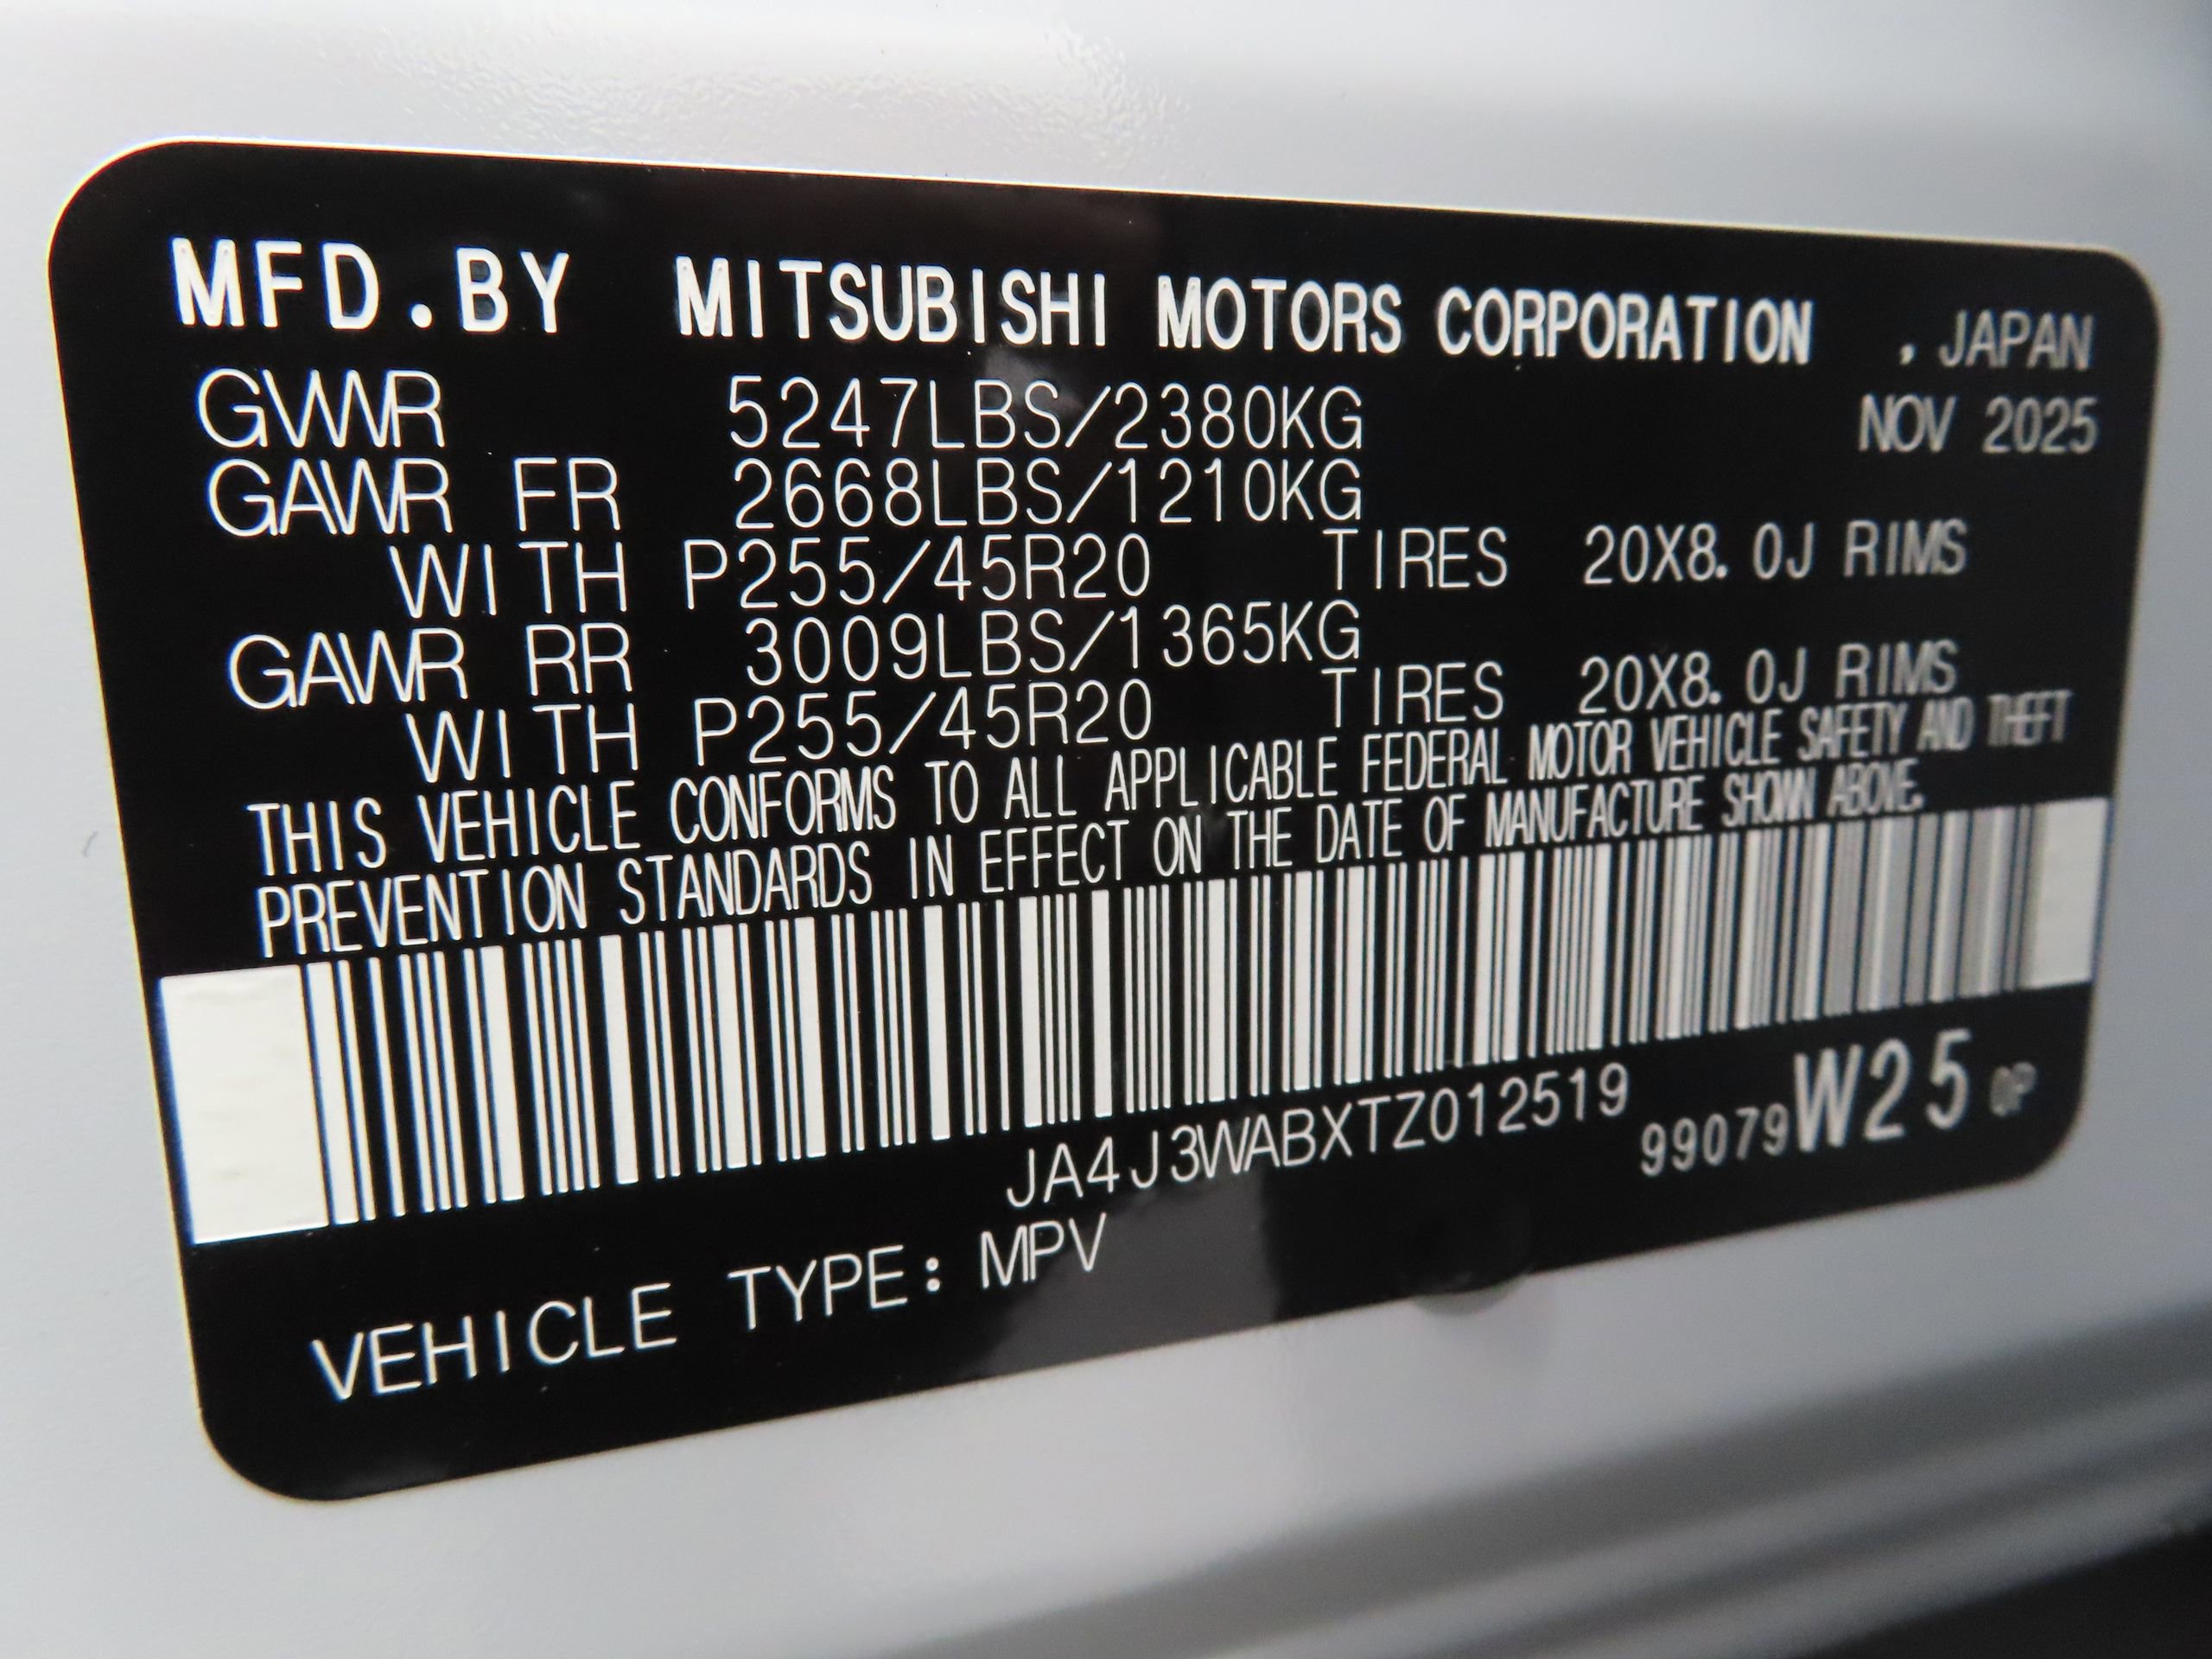 MFD.BY MITSUBISHI MOTORS CORPORATION , JAPAN
GVWR 5247LBS/2380KG NOV 2025
GAWR FR 2668LBS/1210KG
WITH P255/45R20 TIRES 20X8.0J RIMS
GAWR RR 3009LBS/1365KG
WITH P255/45R20 TIRES 20X8.0J RIMS
THIS VEHICLE CONFORMS TO ALL APPLICABLE FEDERAL MOTOR VEHICLE SAFETY AND THEFT
PREVENTION STANDARDS IN EFFECT ON THE DATE OF MANUFACTURE SHOWN ABOVE.
JA4J3WABXTZ012519 99079W25 0P
VEHICLE TYPE: MPV